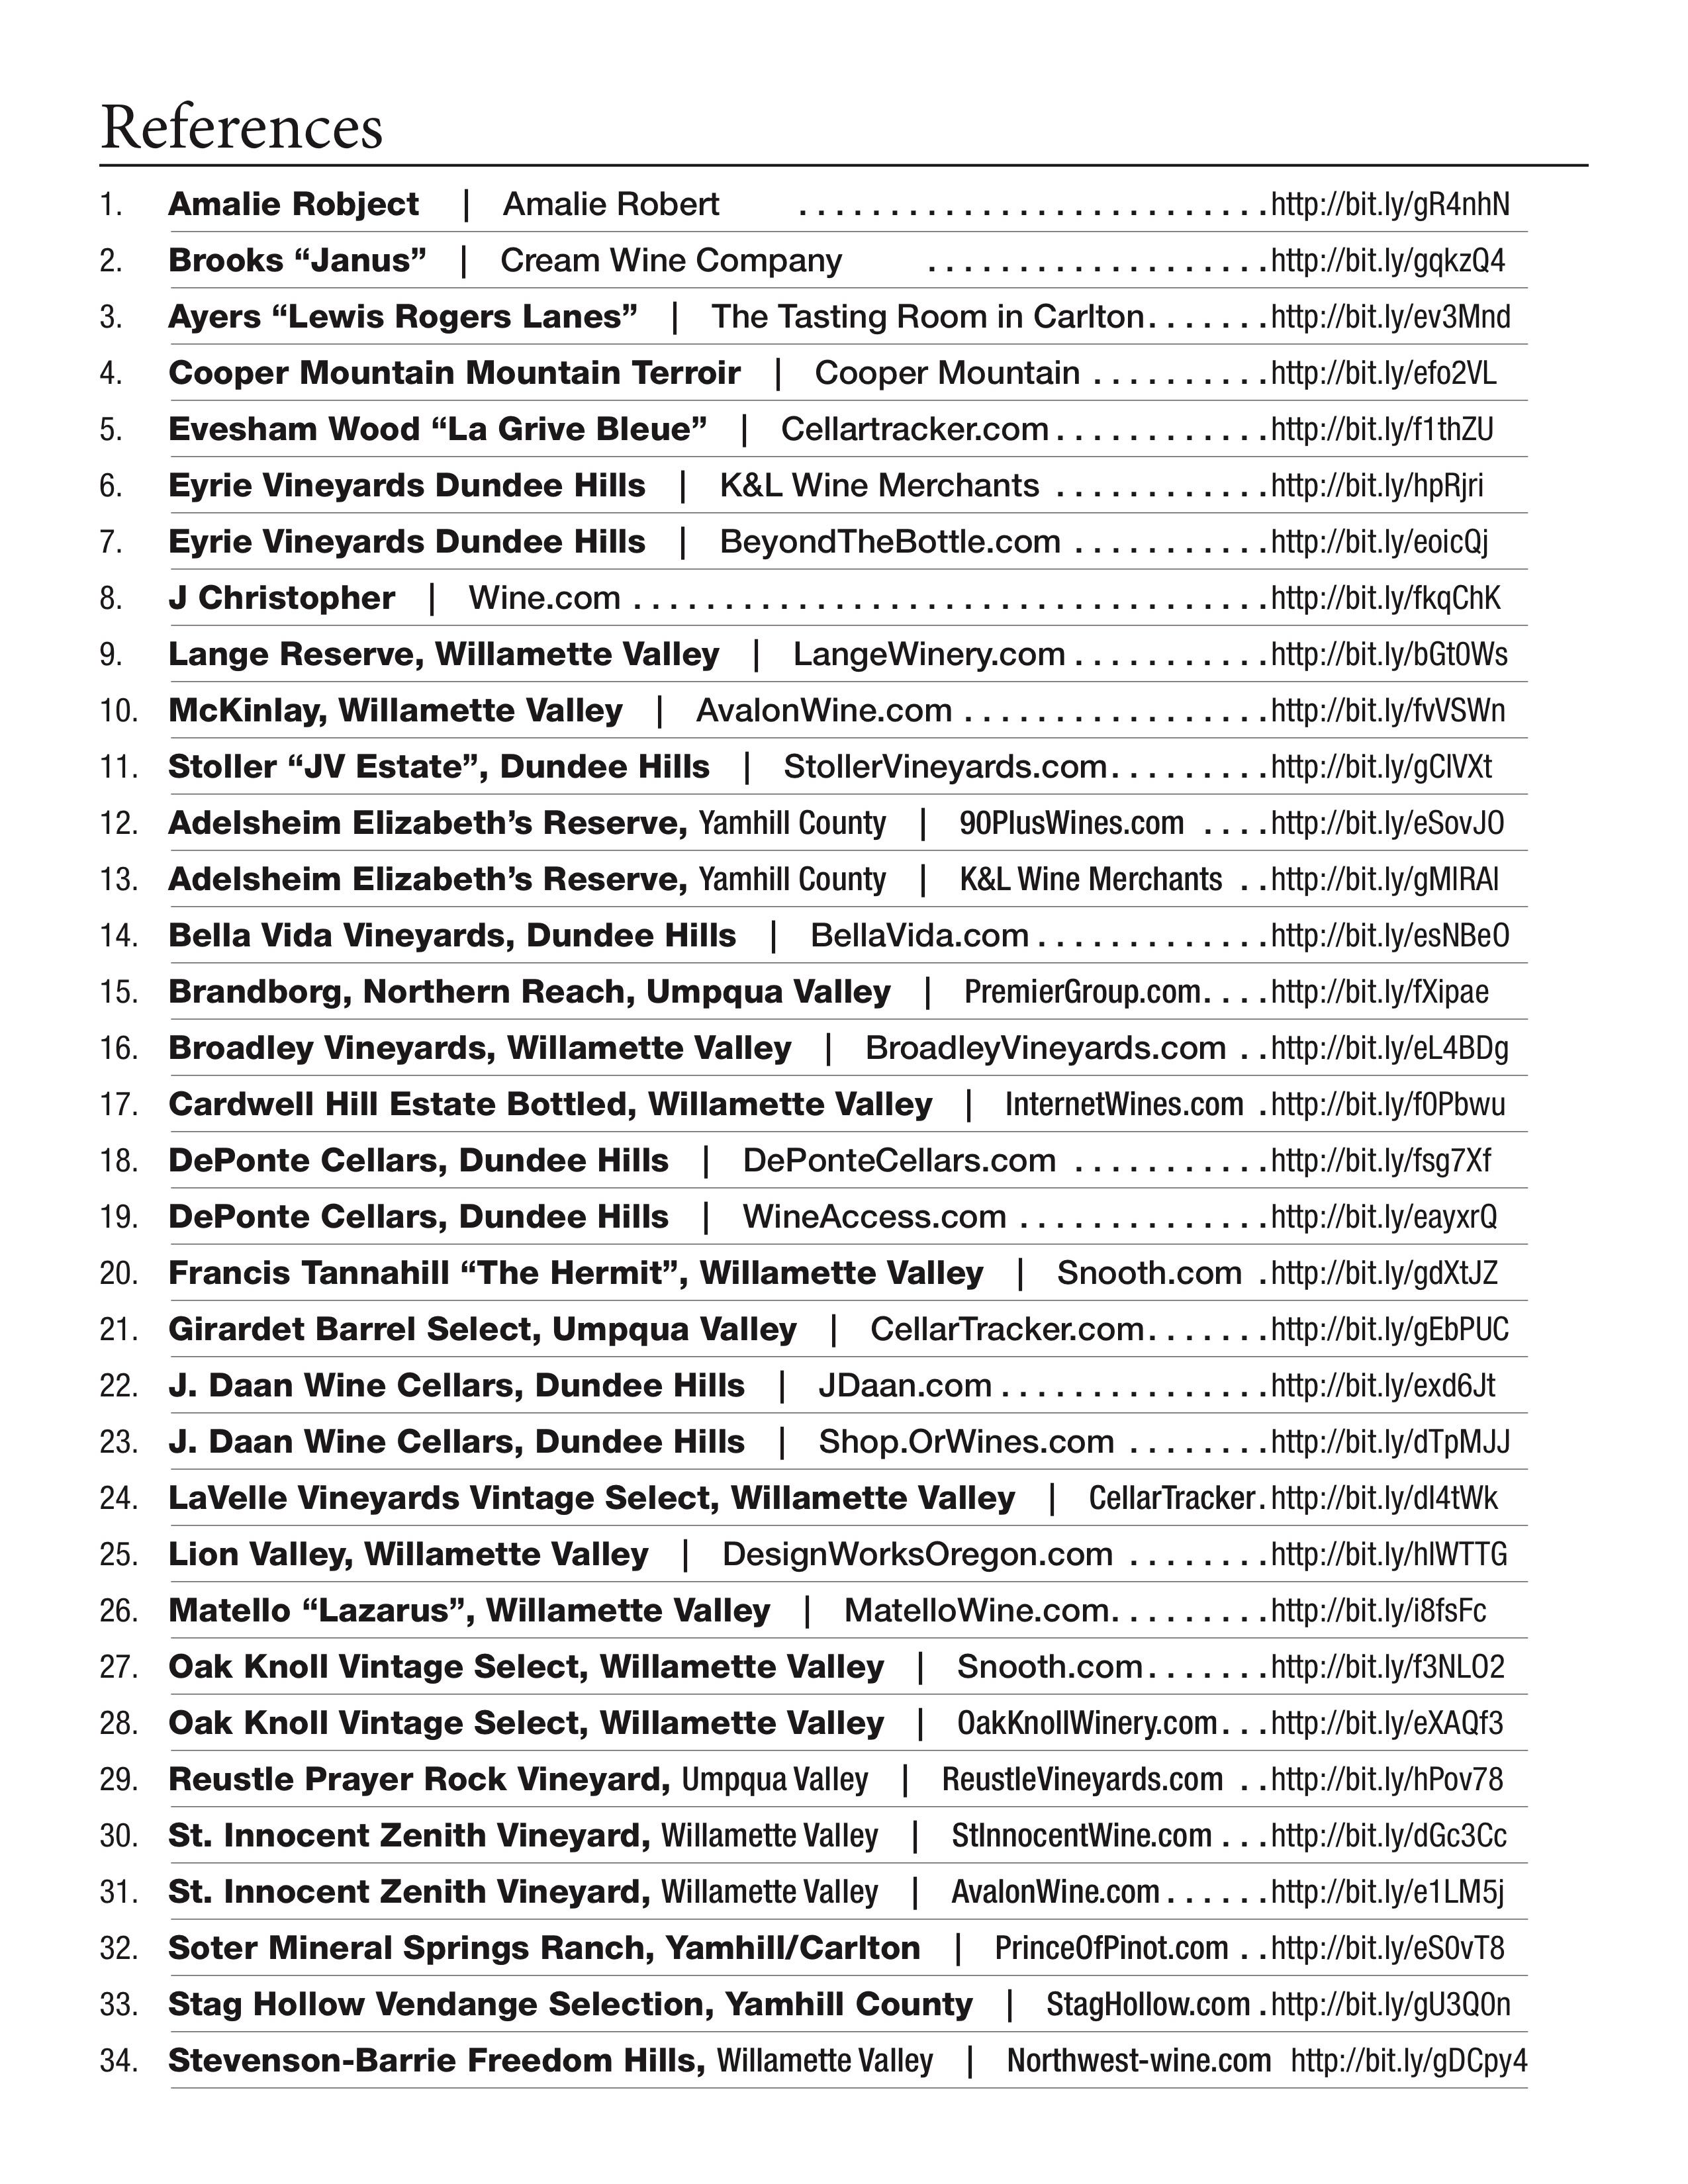 References
1. Amalie Robject | Amalie Robert . . . . . . . . . . . . . . . . . . . . . . . . . . http://bit.ly/gR4nhN
2. Brooks “Janus” | Cream Wine Company . . . . . . . . . . . . . . . . . . . http://bit.ly/gqkzQ4
3. Ayers “Lewis Rogers Lanes” | The Tasting Room in Carlton. . . . . . . http://bit.ly/ev3Mnd
4. Cooper Mountain Mountain Terroir | Cooper Mountain . . . . . . . . . . http://bit.ly/efo2VL
5. Evesham Wood “La Grive Bleue” | Cellartracker.com . . . . . . . . . . . . http://bit.ly/f1thZU
6. Eyrie Vineyards Dundee Hills | K&L Wine Merchants . . . . . . . . . . . . http://bit.ly/hpRjri
7. Eyrie Vineyards Dundee Hills | BeyondTheBottle.com . . . . . . . . . . . http://bit.ly/eoicQj
8. J Christopher | Wine.com . . . . . . . . . . . . . . . . . . . . . . . . . . . . . . . . . . . http://bit.ly/fkqChK
9. Lange Reserve, Willamette Valley | LangeWinery.com . . . . . . . . . . . http://bit.ly/bGt0Ws
10. McKinlay, Willamette Valley | AvalonWine.com . . . . . . . . . . . . . . . . . http://bit.ly/fvVSWn
11. Stoller “JV Estate”, Dundee Hills | StollerVineyards.com. . . . . . . . . http://bit.ly/gClVXt
12. Adelsheim Elizabeth’s Reserve, Yamhill County | 90PlusWines.com . . . . http://bit.ly/eSovJO
13. Adelsheim Elizabeth’s Reserve, Yamhill County | K&L Wine Merchants . . http://bit.ly/gMlRAl
14. Bella Vida Vineyards, Dundee Hills | BellaVida.com . . . . . . . . . . . . . http://bit.ly/esNBeO
15. Brandborg, Northern Reach, Umpqua Valley | PremierGroup.com. . . . http://bit.ly/fXipae
16. Broadley Vineyards, Willamette Valley | BroadleyVineyards.com . . http://bit.ly/eL4BDg
17. Cardwell Hill Estate Bottled, Willamette Valley | InternetWines.com . http://bit.ly/f0Pbwu
18. DePonte Cellars, Dundee Hills | DePonteCellars.com . . . . . . . . . . . http://bit.ly/fsg7Xf
19. DePonte Cellars, Dundee Hills | WineAccess.com . . . . . . . . . . . . . . http://bit.ly/eayxrQ
20. Francis Tannahill “The Hermit”, Willamette Valley | Snooth.com . http://bit.ly/gdXtJZ
21. Girardet Barrel Select, Umpqua Valley | CellarTracker.com. . . . . . . http://bit.ly/gEbPUC
22. J. Daan Wine Cellars, Dundee Hills | JDaan.com . . . . . . . . . . . . . . . http://bit.ly/exd6Jt
23. J. Daan Wine Cellars, Dundee Hills | Shop.OrWines.com . . . . . . . . http://bit.ly/dTpMJJ
24. LaVelle Vineyards Vintage Select, Willamette Valley | CellarTracker. http://bit.ly/dI4tWk
25. Lion Valley, Willamette Valley | DesignWorksOregon.com . . . . . . . . http://bit.ly/hlWTTG
26. Matello “Lazarus”, Willamette Valley | MatelloWine.com. . . . . . . . . http://bit.ly/i8fsFc
27. Oak Knoll Vintage Select, Willamette Valley | Snooth.com. . . . . . . http://bit.ly/f3NLO2
28. Oak Knoll Vintage Select, Willamette Valley | OakKnollWinery.com. . . http://bit.ly/eXAQf3
29. Reustle Prayer Rock Vineyard, Umpqua Valley | ReustleVineyards.com . . http://bit.ly/hPov78
30. St. Innocent Zenith Vineyard, Willamette Valley | StInnocentWine.com . . . http://bit.ly/dGc3Cc
31. St. Innocent Zenith Vineyard, Willamette Valley | AvalonWine.com . . . . . . http://bit.ly/e1LM5j
32. Soter Mineral Springs Ranch, Yamhill/Carlton | PrinceOfPinot.com . . http://bit.ly/eS0vT8
33. Stag Hollow Vendange Selection, Yamhill County | StagHollow.com . http://bit.ly/gU3Q0n
34. Stevenson-Barrie Freedom Hills, Willamette Valley | Northwest-wine.com http://bit.ly/gDCpy4